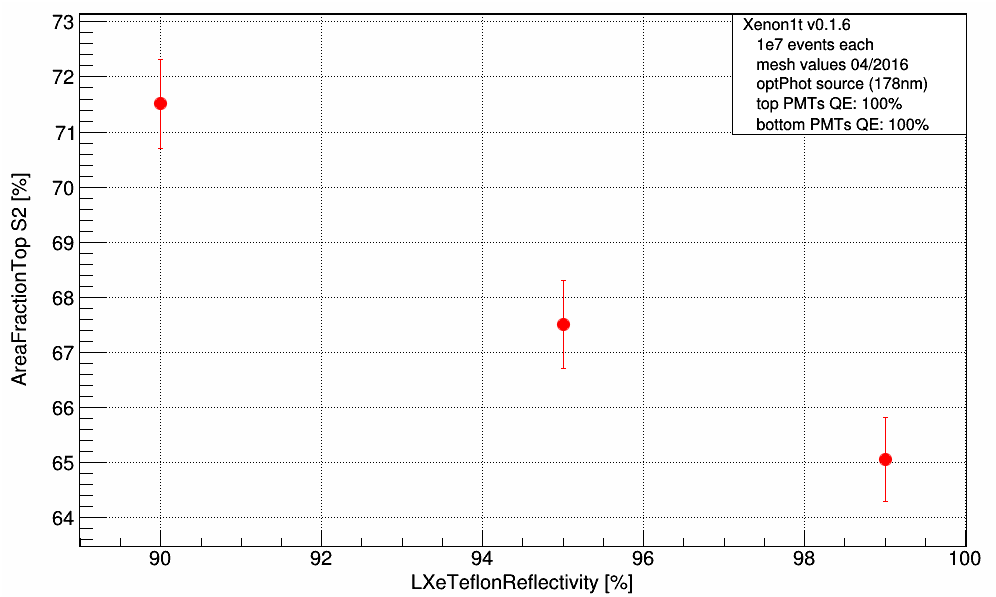 Xenon1t v0.1.6
1e7 events each
mesh values 04/2016
optPhot source (178nm)
top PMTs QE: 100%
bottom PMTs QE: 100%
AreaFractionTop S2 [%]
73
72
71
70
69
68
67
66
65
64
90
92
94
96
98
100
LXeTeflonReflectivity [%]